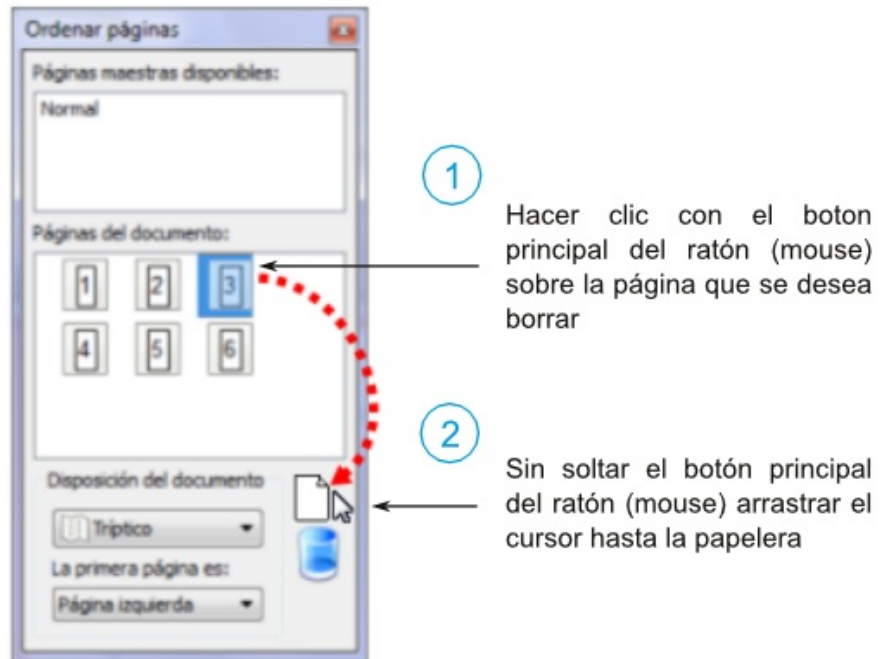 Ordenar páginas
Páginas maestras disponibles:
Normal
1
Hacer clic con el boton
principal del ratón (mouse)
sobre la página que se desea
borrar
Páginas del documento:
1 2 3
4 5 6
2
Sin soltar el botón principal
del ratón (mouse) arrastrar el
cursor hasta la papelera
Disposición del documento
Tríptico
La primera página es:
Página izquierda